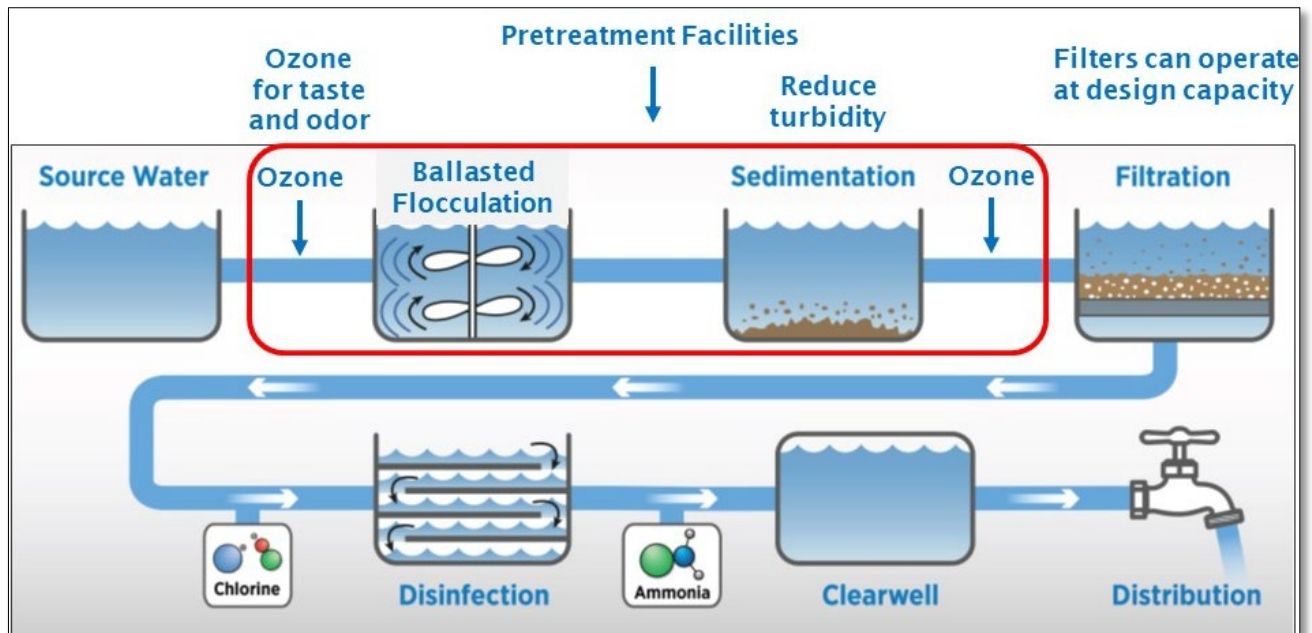 Pretreatment Facilities
Ozone
for taste
and odor
Reduce
turbidity
Filters can operate
at design capacity
Source Water
Ozone
Ballasted
Flocculation
Sedimentation
Ozone
Filtration
Chlorine
Disinfection
Ammonia
Clearwell
Distribution